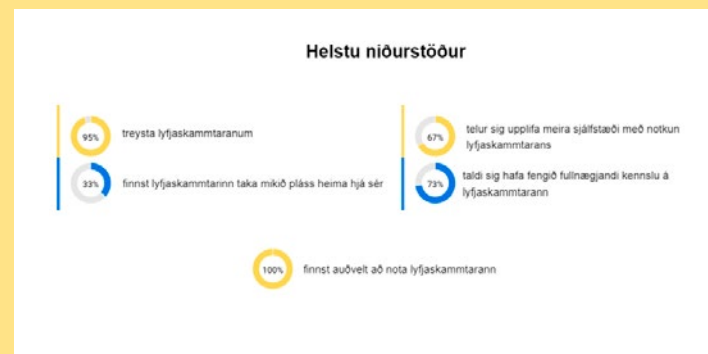 Helstu niðurstöður
95%
treysta lyfjaskammtaranum
33%
finnst lyfjaskammtarinn taka mikið pláss heima hjá sér
67%
telur sig upplifa meira sjálfstæði með notkun
lyfjaskammtarans
73%
taldi sig hafa fengið fullnægjandi kennslu á
lyfjaskammtarann
100%
finnst auðvelt að nota lyfjaskammtarann